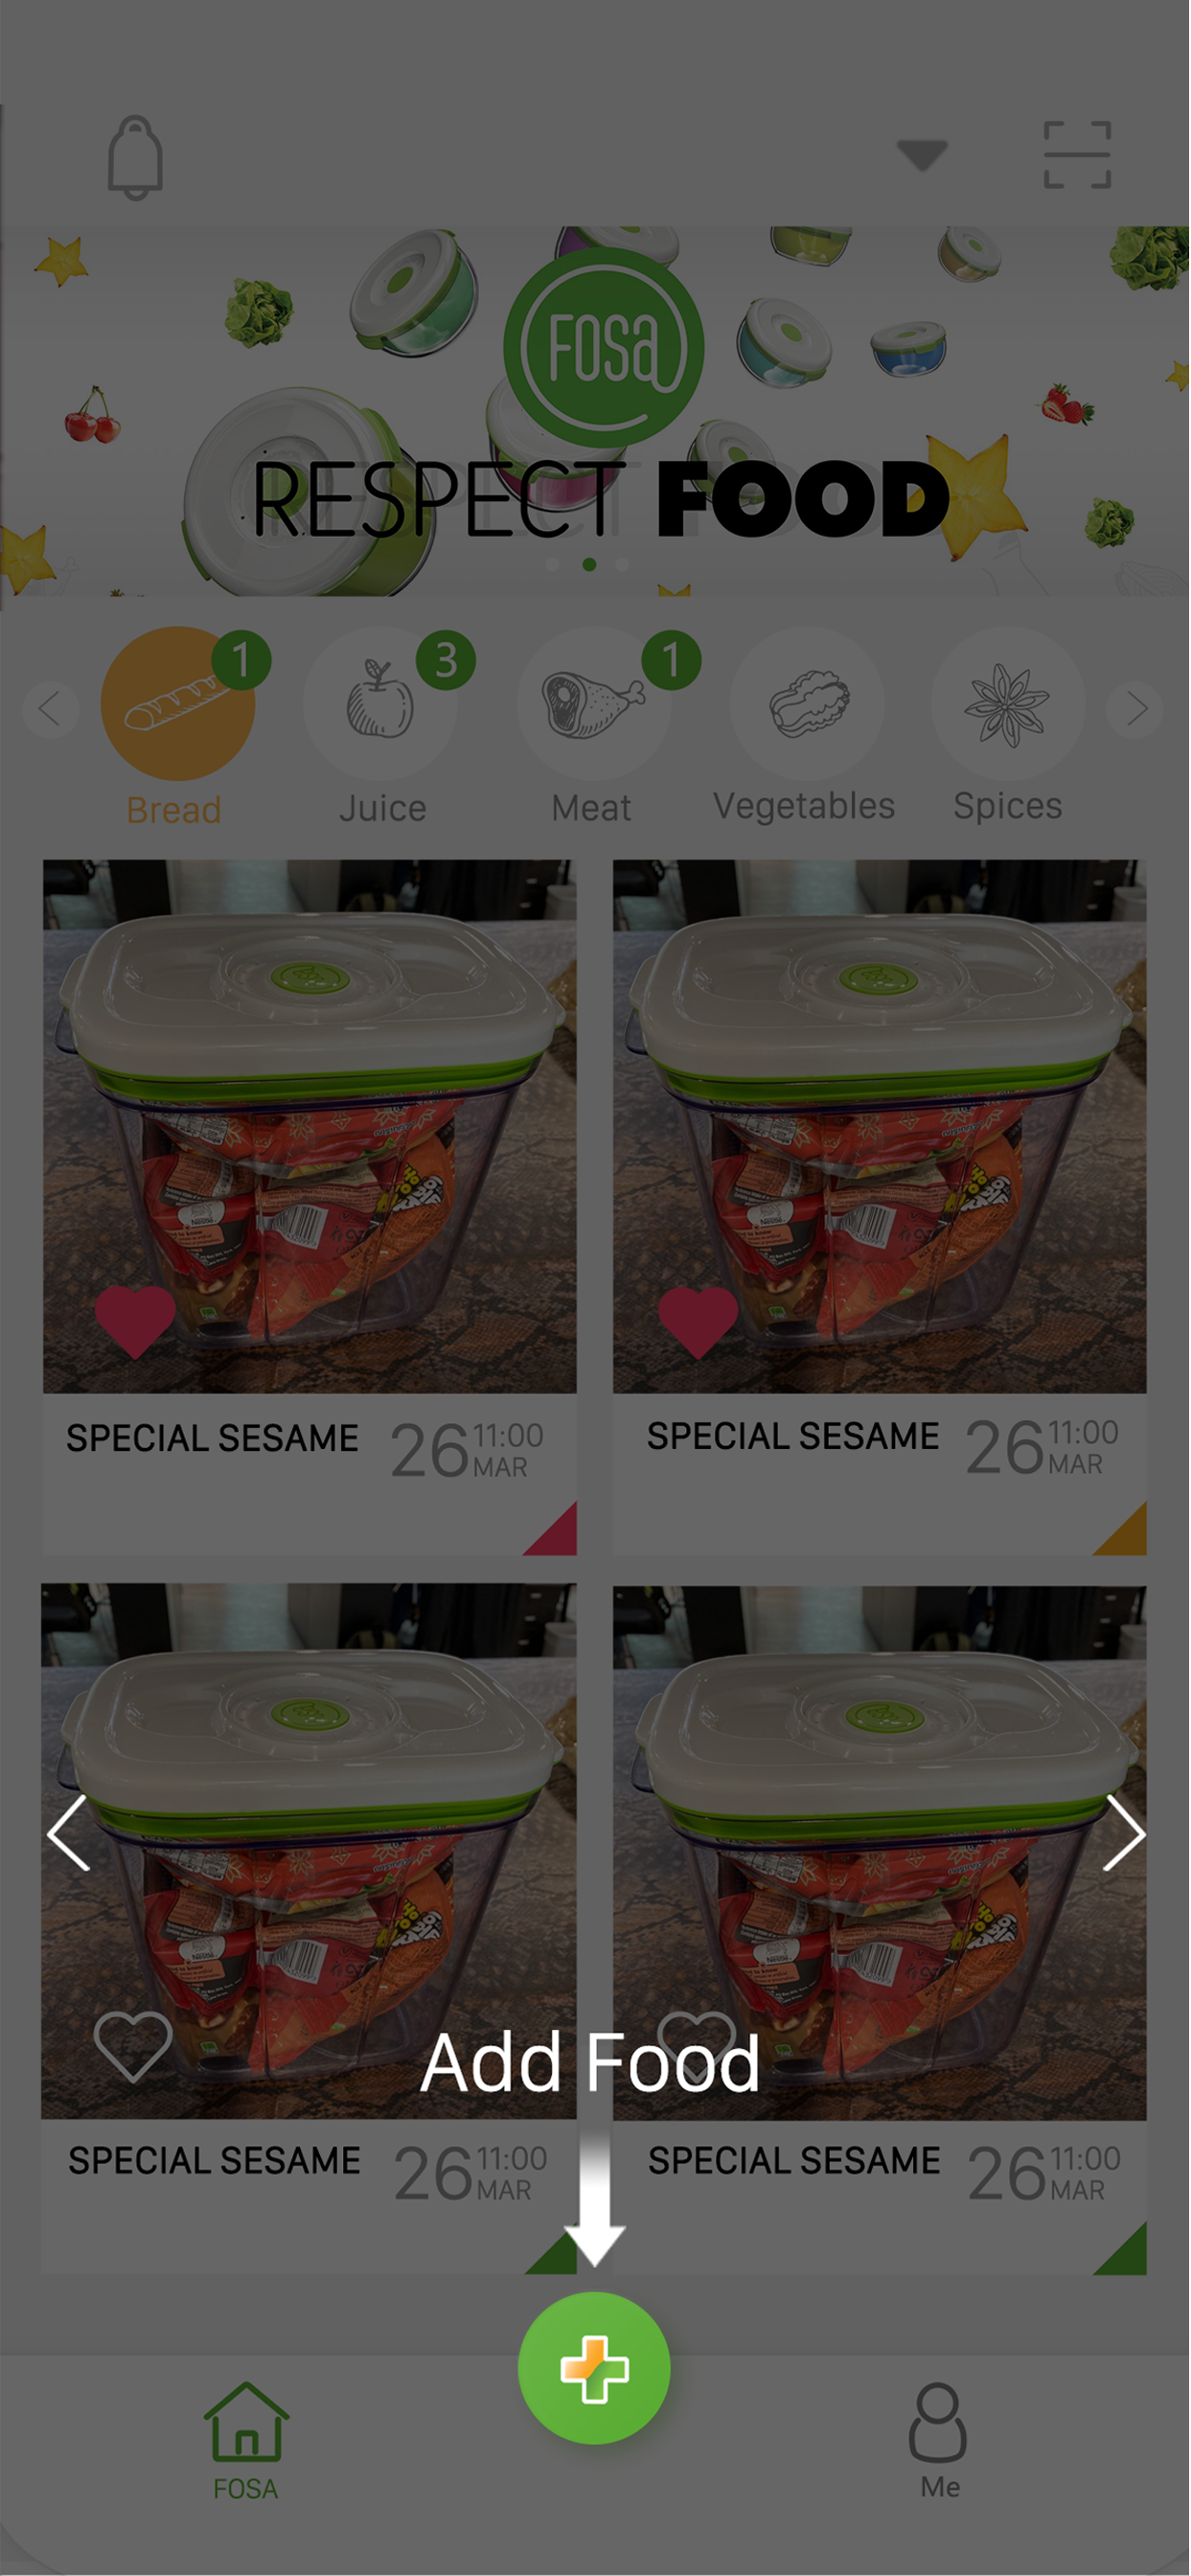 FOSa
RESPECT FOOD
1
3
1
Bread
Juice
Meat
Vegetables
Spices
SPECIAL SESAME
26
11:00
MAR
SPECIAL SESAME
26
11:00
MAR
Add Food
SPECIAL SESAME
26
11:00
MAR
SPECIAL SESAME
26
11:00
MAR
FOSA
Me